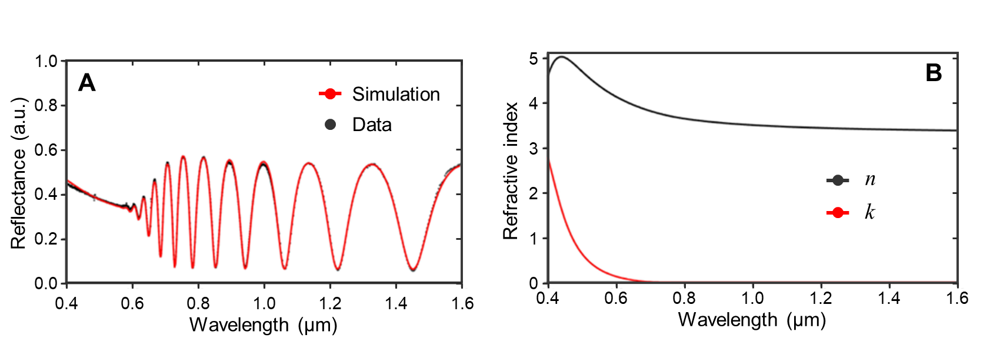 A
Simulation
Data
1.0
0.8
0.6
0.4
0.2
0.0
Reflectance (a.u.)
0.4 0.6 0.8 1.0 1.2 1.4 1.6
Wavelength (μm)
B
n
k
5
4
3
2
1
0
Refractive index
0.4 0.6 0.8 1.0 1.2 1.4 1.6
Wavelength (μm)